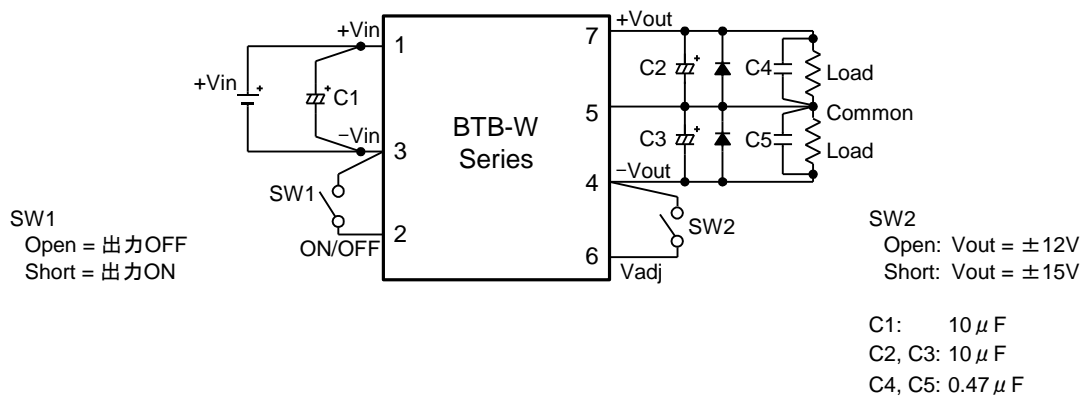 +Vout
+Vin
1
7
+Vin
+
C1
C2
+
C4
Load
BTB-W
Series
5
Common
−Vin
3
C3
+
C5
Load
4
−Vout
SW1
SW2
2
ON/OFF
6
Vadj
SW1
Open = 出力OFF
Short = 出力ON
SW2
Open: Vout = ±12V
Short: Vout = ±15V
C1: 10μF
C2, C3: 10μF
C4, C5: 0.47μF